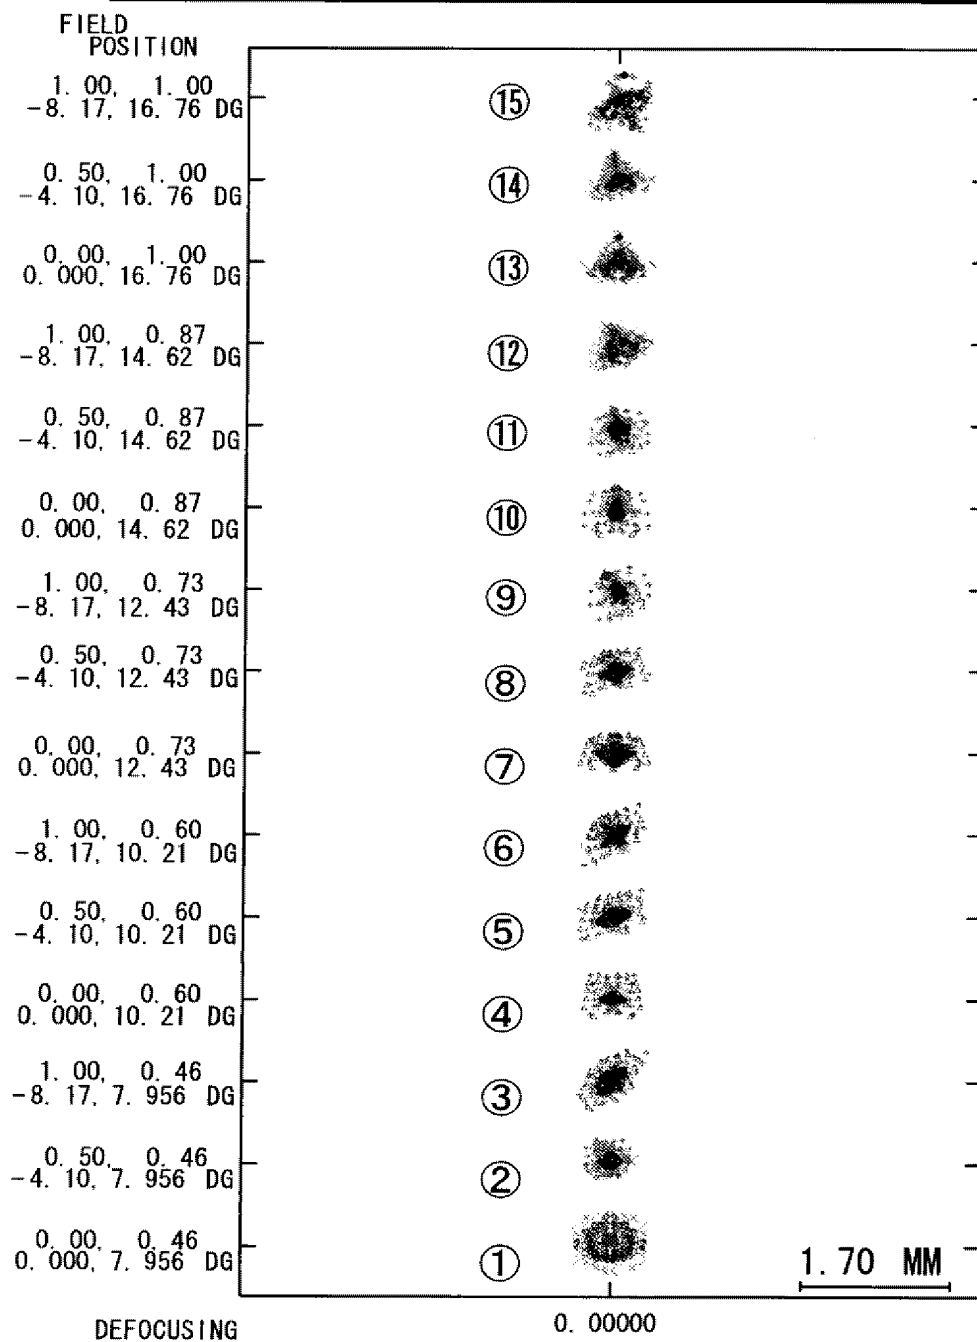 FIELD
POSITION
1. 00, 1. 00
-8. 17, 16. 76 DG
⑮
0. 50, 1. 00
-4. 10, 16. 76 DG
⑭
0. 00, 1. 00
0. 000, 16. 76 DG
⑬
1. 00, 0. 87
-8. 17, 14. 62 DG
⑫
0. 50, 0. 87
-4. 10, 14. 62 DG
⑪
0. 00, 0. 87
0. 000, 14. 62 DG
⑩
1. 00, 0. 73
-8. 17, 12. 43 DG
⑨
0. 50, 0. 73
-4. 10, 12. 43 DG
⑧
0. 00, 0. 73
0. 000, 12. 43 DG
⑦
1. 00, 0. 60
-8. 17, 10. 21 DG
⑥
0. 50, 0. 60
-4. 10, 10. 21 DG
⑤
0. 00, 0. 60
0. 000, 10. 21 DG
④
1. 00, 0. 46
-8. 17, 7. 956 DG
③
0. 50, 0. 46
-4. 10, 7. 956 DG
②
0. 00, 0. 46
0. 000, 7. 956 DG
①
1. 70 MM
DEFOCUSING
0. 00000